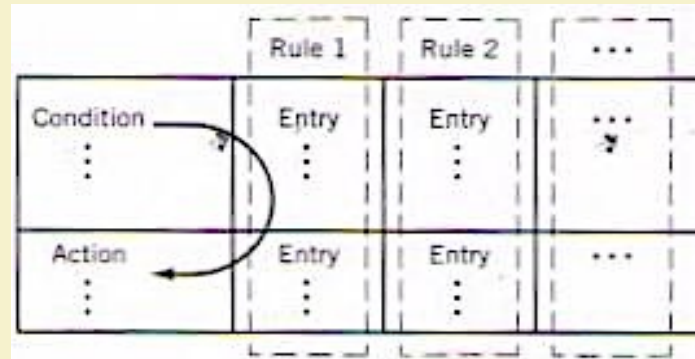 Rule 1 Rule 2 ...
Condition Entry Entry ...
Action Entry Entry ...